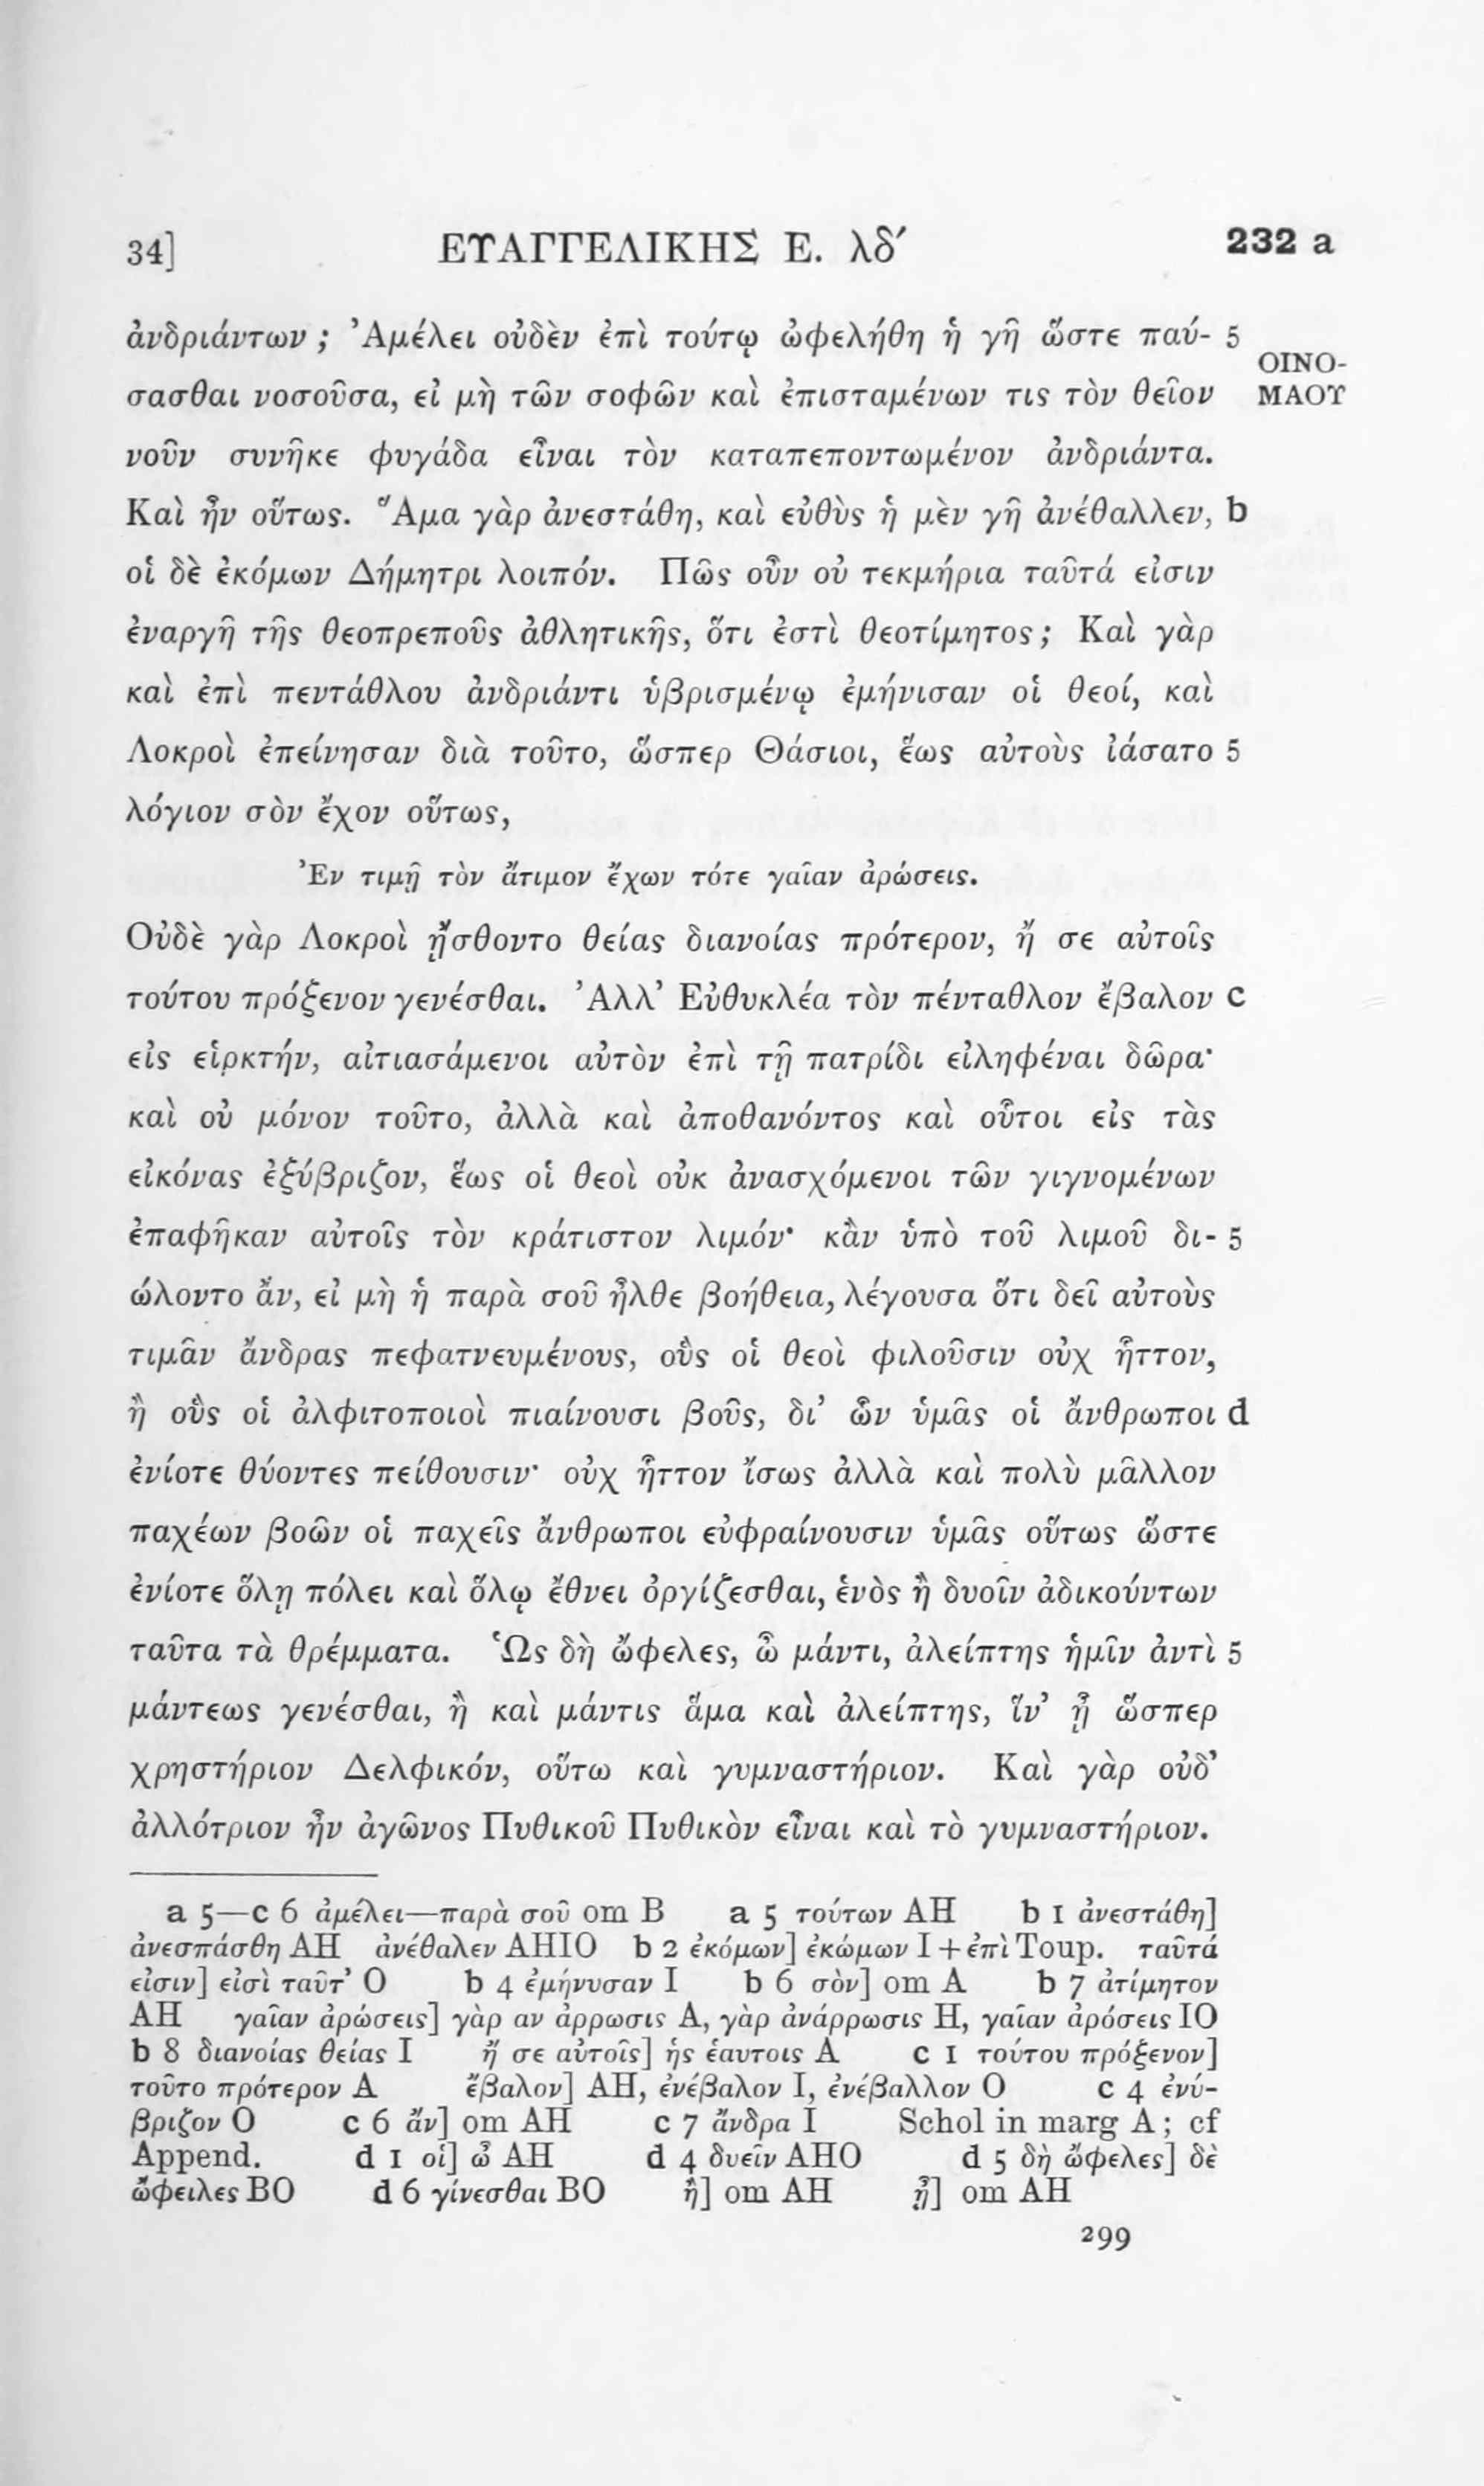 34] ΕΥΑΓΓΕΛΙΚΗΣ Ε. λδ′ 232 a
ἀνδριάντων; Ἀμέλει οὐδὲν ἐπὶ τούτῳ ὠφελήθη ἡ γῆ ὥστε παύ- 5
ΟΙΝΟ-
σασθαι νοσοῦσα, εἰ μὴ τῶν σοφῶν καὶ ἐπισταμένων τις τὸν θεῖον ΜΑΟΥ
νοῦν συνῆκε φυγάδα εἶναι τὸν καταπεποντωμένον ἀνδριάντα.
Καὶ ἦν οὕτως. Ἅμα γὰρ ἀνεστάθη, καὶ εὐθὺς ἡ μὲν γῆ ἀνέθαλλεν, b
οἱ δὲ ἐκόμων Δήμητρι λοιπόν. Πῶς οὖν οὐ τεκμήρια ταῦτά εἰσιν
ἐναργῆ τῆς θεοπρεποῦς ἀθλητικῆς, ὅτι ἐστὶ θεοτίμητος; Καὶ γὰρ
καὶ ἐπὶ πεντάθλου ἀνδριάντι ὑβρισμένῳ ἐμήνισαν οἱ θεοί, καὶ
Λοκροὶ ἐπείνησαν διὰ τοῦτο, ὥσπερ Θάσιοι, ἕως αὐτοὺς ἰάσατο 5
λόγιον σὸν ἔχον οὕτως,
Ἐν τιμῇ τὸν ἄτιμον ἔχων τότε γαῖαν ἀρώσεις.
Οὐδὲ γὰρ Λοκροὶ ᾔσθοντο θείας διανοίας πρότερον, ἤ σε αὐτοῖς
τούτου πρόξενον γενέσθαι. Ἀλλ’ Εὐθυκλέα τὸν πένταθλον ἔβαλον c
εἰς εἱρκτήν, αἰτιασάμενοι αὐτὸν ἐπὶ τῇ πατρίδι εἰληφέναι δῶρα·
καὶ οὐ μόνον τοῦτο, ἀλλὰ καὶ ἀποθανόντος καὶ οὗτοι εἰς τὰς
εἰκόνας ἐξύβριζον, ἕως οἱ θεοὶ οὐκ ἀνασχόμενοι τῶν γιγνομένων
ἐπαφῆκαν αὐτοῖς τὸν κράτιστον λιμόν· κἂν ὑπὸ τοῦ λιμοῦ δι- 5
ώλοντο ἄν, εἰ μὴ ἡ παρὰ σοῦ ἦλθε βοήθεια, λέγουσα ὅτι δεῖ αὐτοὺς
τιμᾶν ἄνδρας πεφατνευμένους, οὓς οἱ θεοὶ φιλοῦσιν οὐχ ἧττον,
ἢ οὓς οἱ ἀλφιτοποιοὶ πιαίνουσι βοῦς, δι’ ὧν ὑμᾶς οἱ ἄνθρωποι d
ἐνίοτε θύοντες πείθουσιν· οὐχ ἧττον ἴσως ἀλλὰ καὶ πολὺ μᾶλλον
παχέων βοῶν οἱ παχεῖς ἄνθρωποι εὐφραίνουσιν ὑμᾶς οὕτως ὥστε
ἐνίοτε ὅλῃ πόλει καὶ ὅλῳ ἔθνει ὀργίζεσθαι, ἑνὸς ἢ δυοῖν ἀδικούντων
ταῦτα τὰ θρέμματα. Ὡς δὴ ὤφελες, ὦ μάντι, ἀλείπτης ἡμῖν ἀντὶ 5
μάντεως γενέσθαι, ἢ καὶ μάντις ἅμα καὶ ἀλείπτης, ἵν’ ᾖ ὥσπερ
χρηστήριον Δελφικόν, οὕτω καὶ γυμναστήριον. Καὶ γὰρ οὐδ’
ἀλλότριον ἦν ἀγῶνος Πυθικοῦ Πυθικὸν εἶναι καὶ τὸ γυμναστήριον.
a 5—c 6 ἀμέλει—παρὰ σοῦ om B a 5 τούτων AH b 1 ἀνεστάθη]
ἀνεσπάσθη AH ἀνέθαλεν AHIO b 2 ἐκόμων] ἐκώμων I + ἐπὶ Toup. ταῦτά
εἰσιν] εἰσὶ ταῦτ’ O b 4 ἐμήνυσαν I b 6 σὸν] om A b 7 ἀτίμητον
AH γαῖαν ἀρώσεις] γὰρ αν ἀρρωσις A, γὰρ ἀνάρρωσις H, γαῖαν ἀρόσεις IO
b 8 διανοίας θείας I ἤ σε αὐτοῖς] ἡς ἑαυτοις A c 1 τούτου πρόξενον]
τοῦτο πρότερον A ἔβαλον] AH, ἐνέβαλον I, ἐνέβαλλον O c 4 ἐνύ-
βριζον O c 6 ἄν] om AH c 7 ἄνδρα I Schol in marg A; cf
Append. d 1 οἱ] ὦ AH d 4 δυεῖν AHO d 5 δὴ ὤφελες] δὲ
ὤφειλες BO d 6 γίνεσθαι BO ἢ] om AH ᾖ] om AH
299